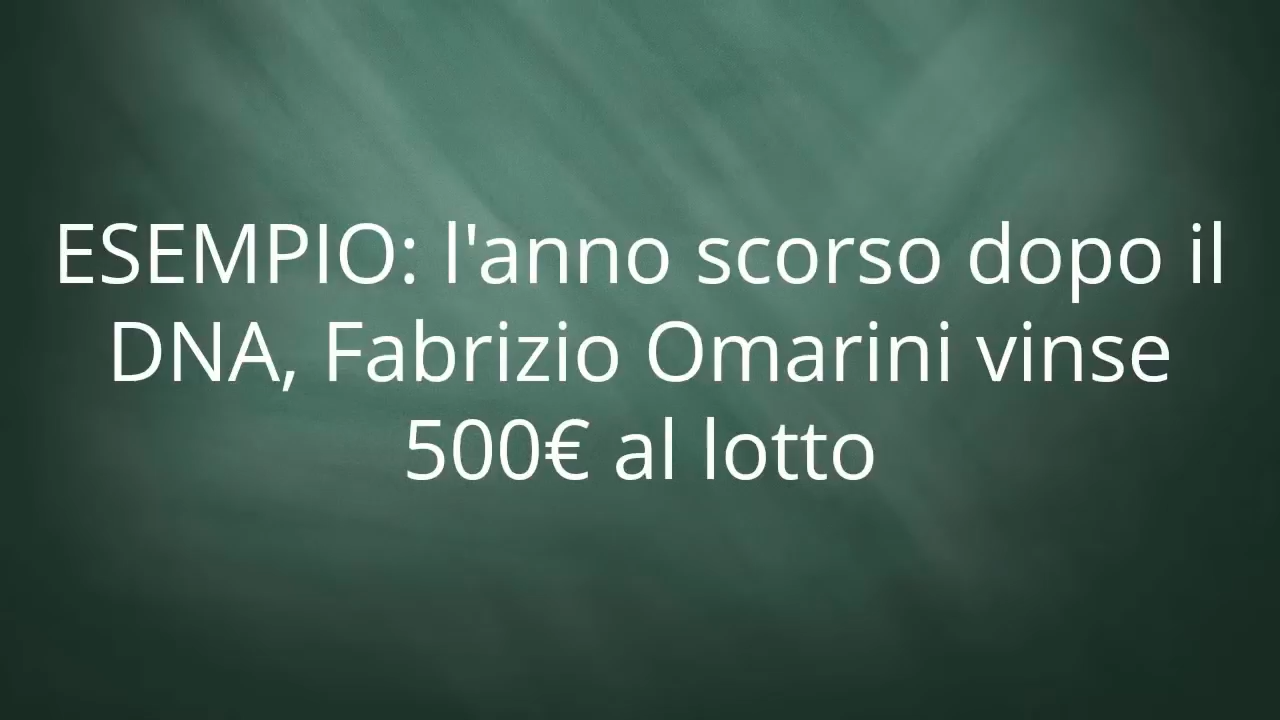 ESEMPIO: l'anno scorso dopo il
DNA, Fabrizio Omarini vinse
500€ al lotto